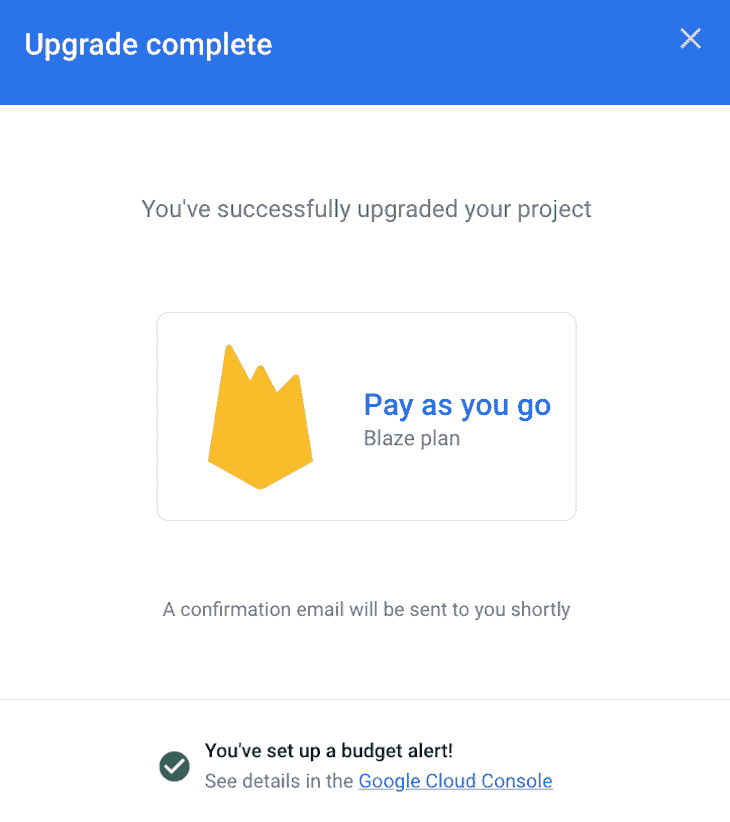 Upgrade complete
You've successfully upgraded your project
Pay as you go
Blaze plan
A confirmation email will be sent to you shortly
You've set up a budget alert!
See details in the Google Cloud Console